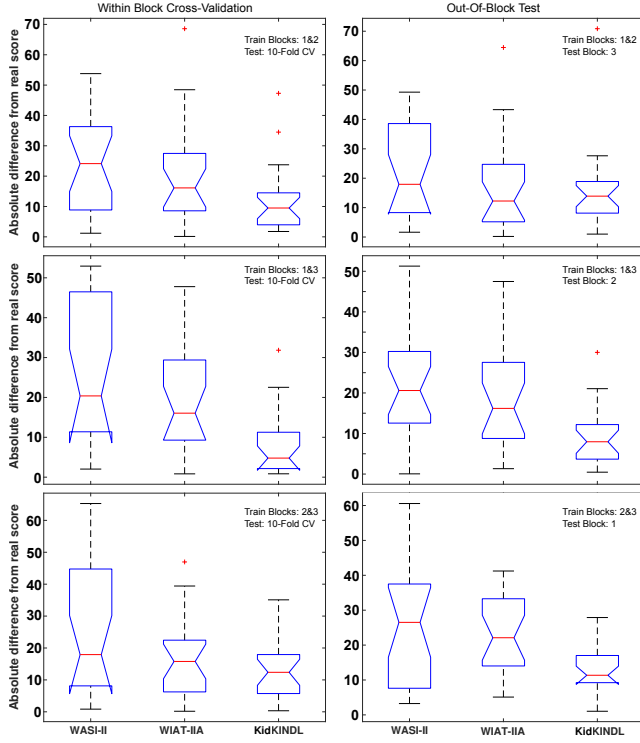 Within Block Cross-Validation
Out-Of-Block Test
Absolute difference from real score
70
60
50
40
30
20
10
0
Train Blocks: 1&2
Test: 10-Fold CV
70
60
50
40
30
20
10
0
Train Blocks: 1&2
Test Block: 3
Absolute difference from real score
50
40
30
20
10
0
Train Blocks: 1&3
Test: 10-Fold CV
50
40
30
20
10
0
Train Blocks: 1&3
Test Block: 2
Absolute difference from real score
60
50
40
30
20
10
0
Train Blocks: 2&3
Test: 10-Fold CV
60
50
40
30
20
10
0
Train Blocks: 2&3
Test Block: 1
WASI-II
WIAT-IIA
KidKINDL
WASI-II
WIAT-IIA
KidKINDL